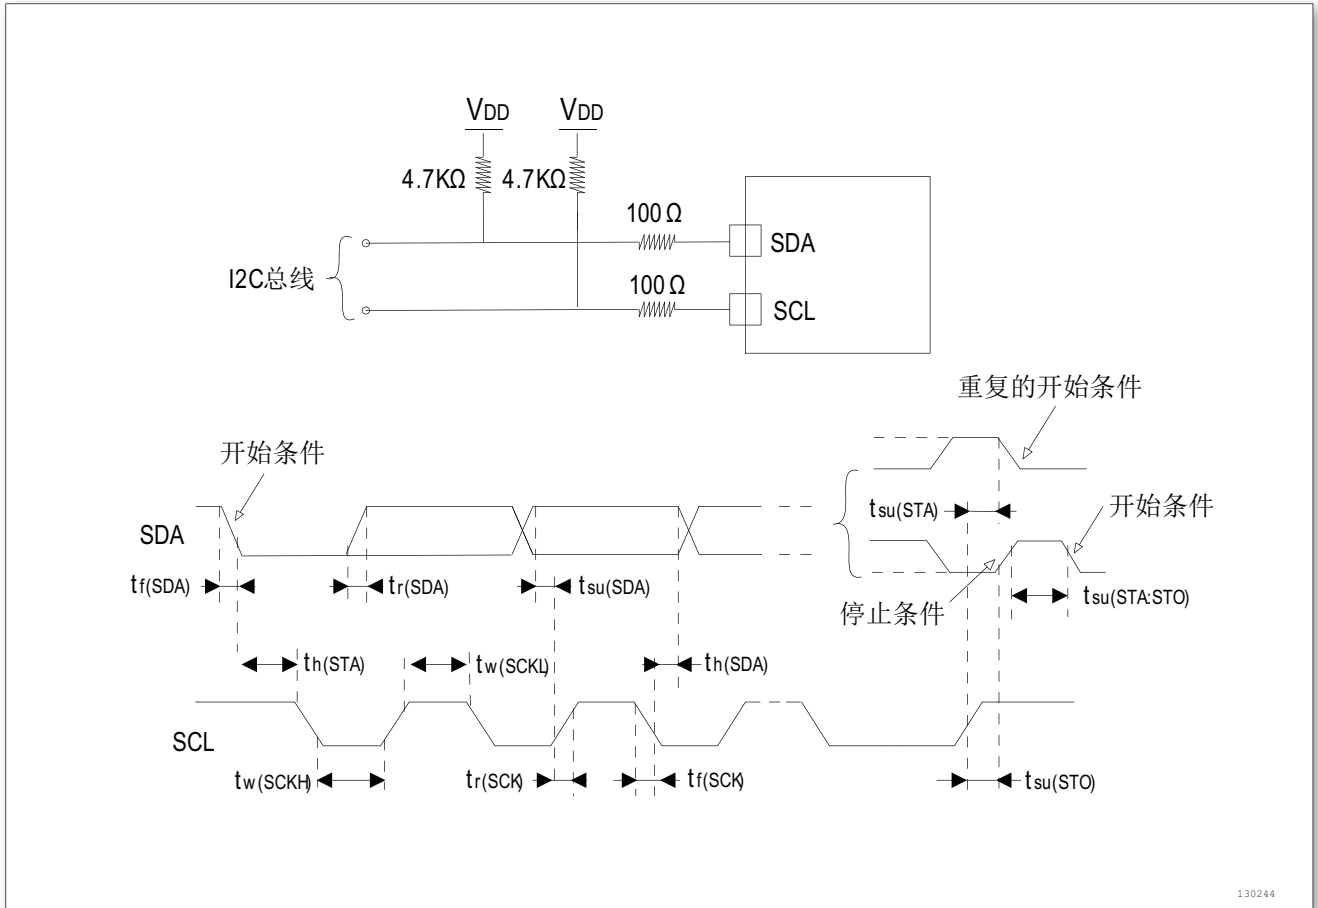 VDD VDD
4.7KΩ 4.7KΩ
100Ω
SDA
I2C总线
100Ω
SCL
重复的开始条件
开始条件
tsu(STA)
开始条件
SDA
tf(SDA)
tr(SDA)
tsu(SDA)
停止条件
tsu(STA:STO)
th(STA)
tw(SCKL)
th(SDA)
SCL
tw(SCKH)
tr(SCK)
tf(SCK)
tsu(STO)
130244